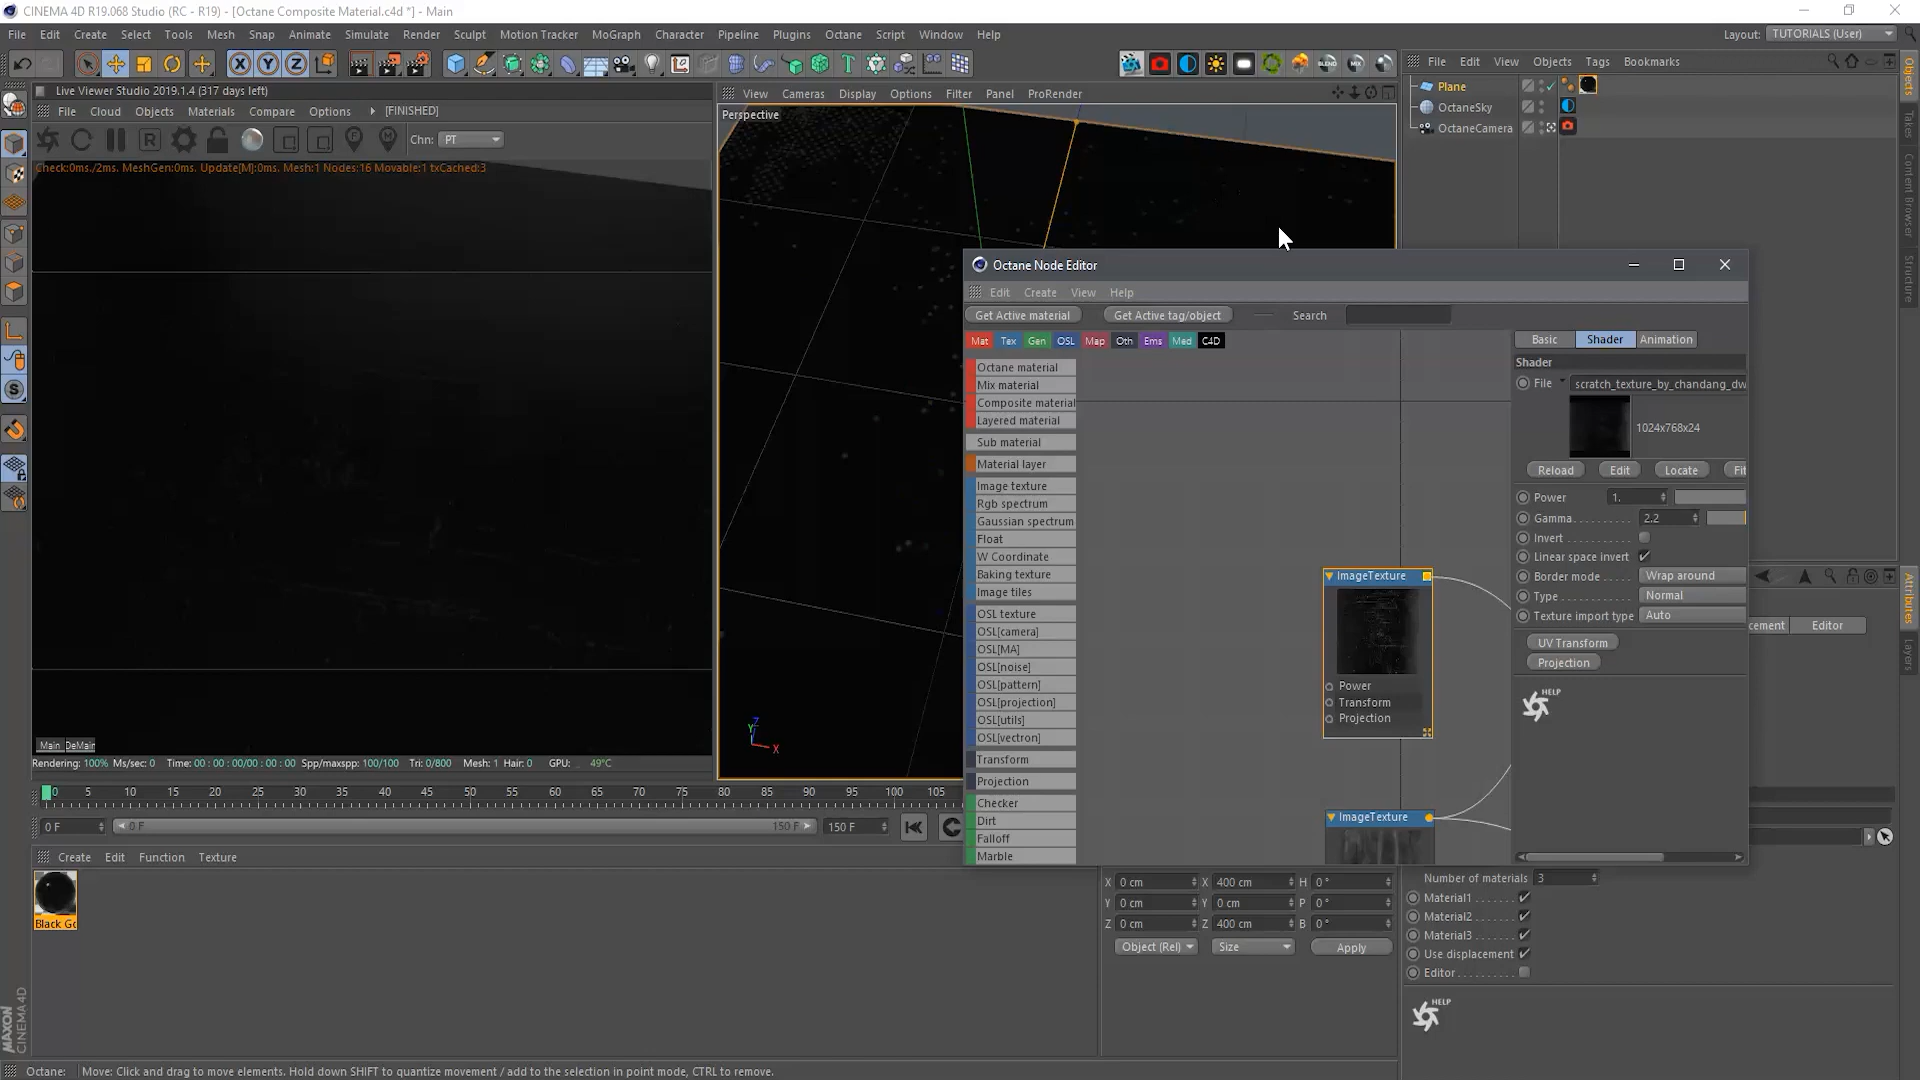 CINEMA 4D R19.068 Studio (RC - R19) - [Octane Composite Material.c4d *] - Main
File Edit Create Select Tools Mesh Snap Animate Simulate Render Sculpt Motion Tracker MoGraph Character Pipeline Plugins Octane Script Window Help
Layout: TUTORIALS (User)
Live Viewer Studio 2019.1.4 (317 days left)
File Cloud Objects Materials Compare Options [FINISHED]
Chn: PT
Check:0ms./2ms. MeshGen:0ms. Update[M]:0ms. Mesh:1 Nodes:16 Movable:1 txCached:3
Main DeMain
Rendering: 100% Ms/sec: 0 Time: 00 : 00 : 00/00 : 00 : 00 Spp/maxspp: 100/100 Tri: 0/800 Mesh: 1 Hair: 0 GPU: 49°C
View Cameras Display Options Filter Panel ProRender
Perspective
Y Z X
File Edit View Objects Tags Bookmarks
Plane
OctaneSky
OctaneCamera
Objects
Takes
Content Browser
Structure
Attributes
Layers
Octane Node Editor
Edit Create View Help
Get Active material Get Active tag/object Search
Mat Tex Gen OSL Map Oth Ems Med C4D
Octane material
Mix material
Composite material
Layered material
Sub material
Material layer
Image texture
Rgb spectrum
Gaussian spectrum
Float
W Coordinate
Baking texture
Image tiles
OSL texture
OSL[camera]
OSL[MA]
OSL[noise]
OSL[pattern]
OSL[projection]
OSL[utils]
OSL[vectron]
Transform
Projection
Checker
Dirt
Falloff
Marble
ImageTexture
Power
Transform
Projection
ImageTexture
Basic Shader Animation
Shader
File scratch_texture_by_chandang_dw
1024x768x24
Reload Edit Locate Fit
Power 1.
Gamma 2.2
Invert
Linear space invert
Border mode Wrap around
Type Normal
Texture import type Auto
UV Transform
Projection
HELP
cement Editor
0 5 10 15 20 25 30 35 40 45 50 55 60 65 70 75 80 85 90 95 100 105
0 F 0 F 150 F 150 F
Create Edit Function Texture
Black Go
X 0 cm X 400 cm H 0 °
Y 0 cm Y 0 cm P 0 °
Z 0 cm Z 400 cm B 0 °
Object (Rel) Size Apply
Number of materials 3
Material1
Material2
Material3
Use displacement
Editor
HELP
MAXON CINEMA 4D
Octane: Move: Click and drag to move elements. Hold down SHIFT to quantize movement / add to the selection in point mode, CTRL to remove.